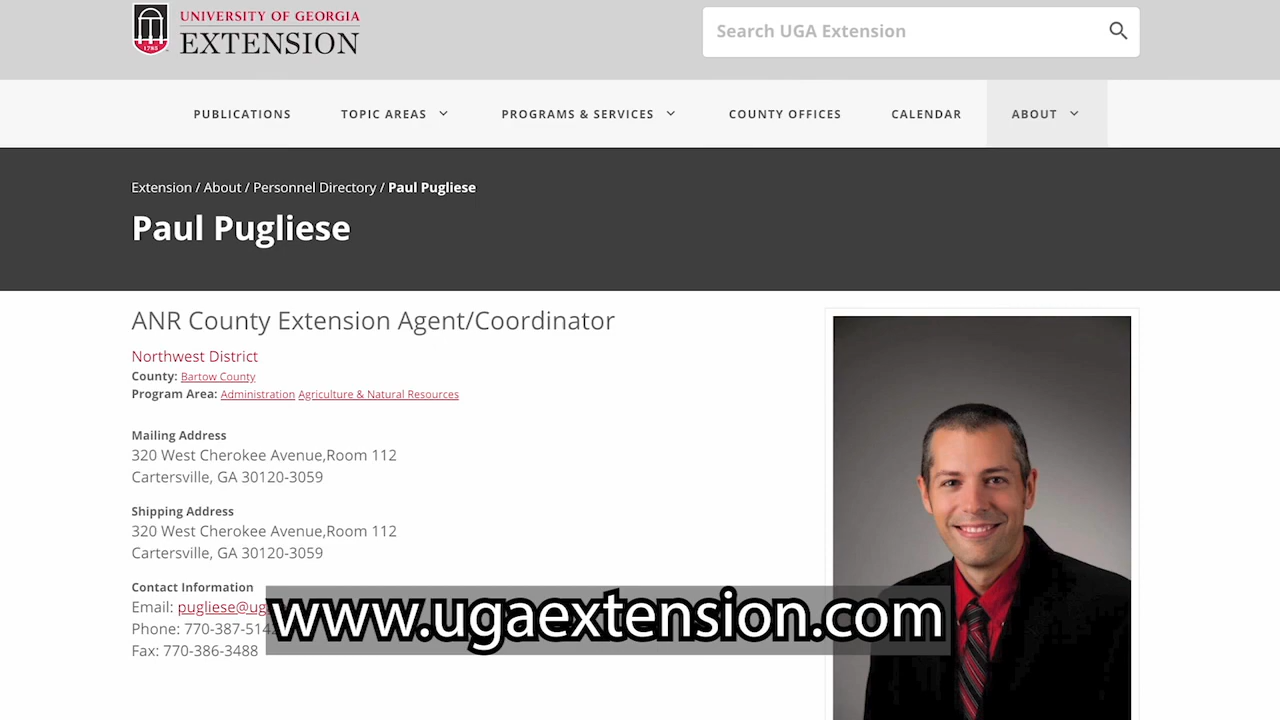 UNIVERSITY OF GEORGIA
EXTENSION
1785
Search UGA Extension
PUBLICATIONS
TOPIC AREAS
PROGRAMS & SERVICES
COUNTY OFFICES
CALENDAR
ABOUT
Extension / About / Personnel Directory / Paul Pugliese
Paul Pugliese
ANR County Extension Agent/Coordinator
Northwest District
County: Bartow County
Program Area: Administration Agriculture & Natural Resources
Mailing Address
320 West Cherokee Avenue,Room 112
Cartersville, GA 30120-3059
Shipping Address
320 West Cherokee Avenue,Room 112
Cartersville, GA 30120-3059
Contact Information
Email: pugliese@ug
Phone: 770-387-5142
Fax: 770-386-3488
www.ugaextension.com